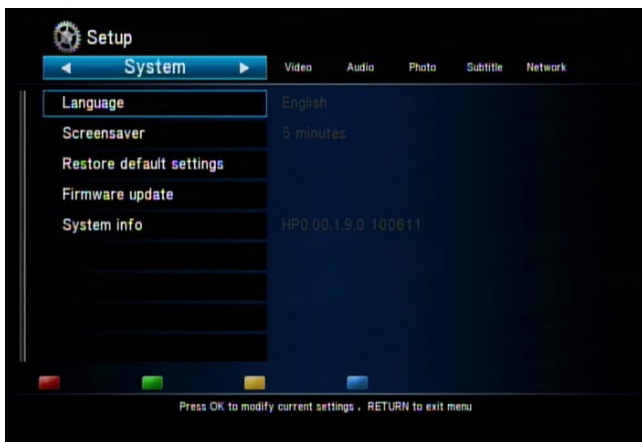 Setup
System Video Audio Photo Subtitle Network
Language English
Screensaver 5 minutes
Restore default settings
Firmware update
System info HP0.00.1.9.0 100611
Press OK to modify current settings , RETURN to exit menu